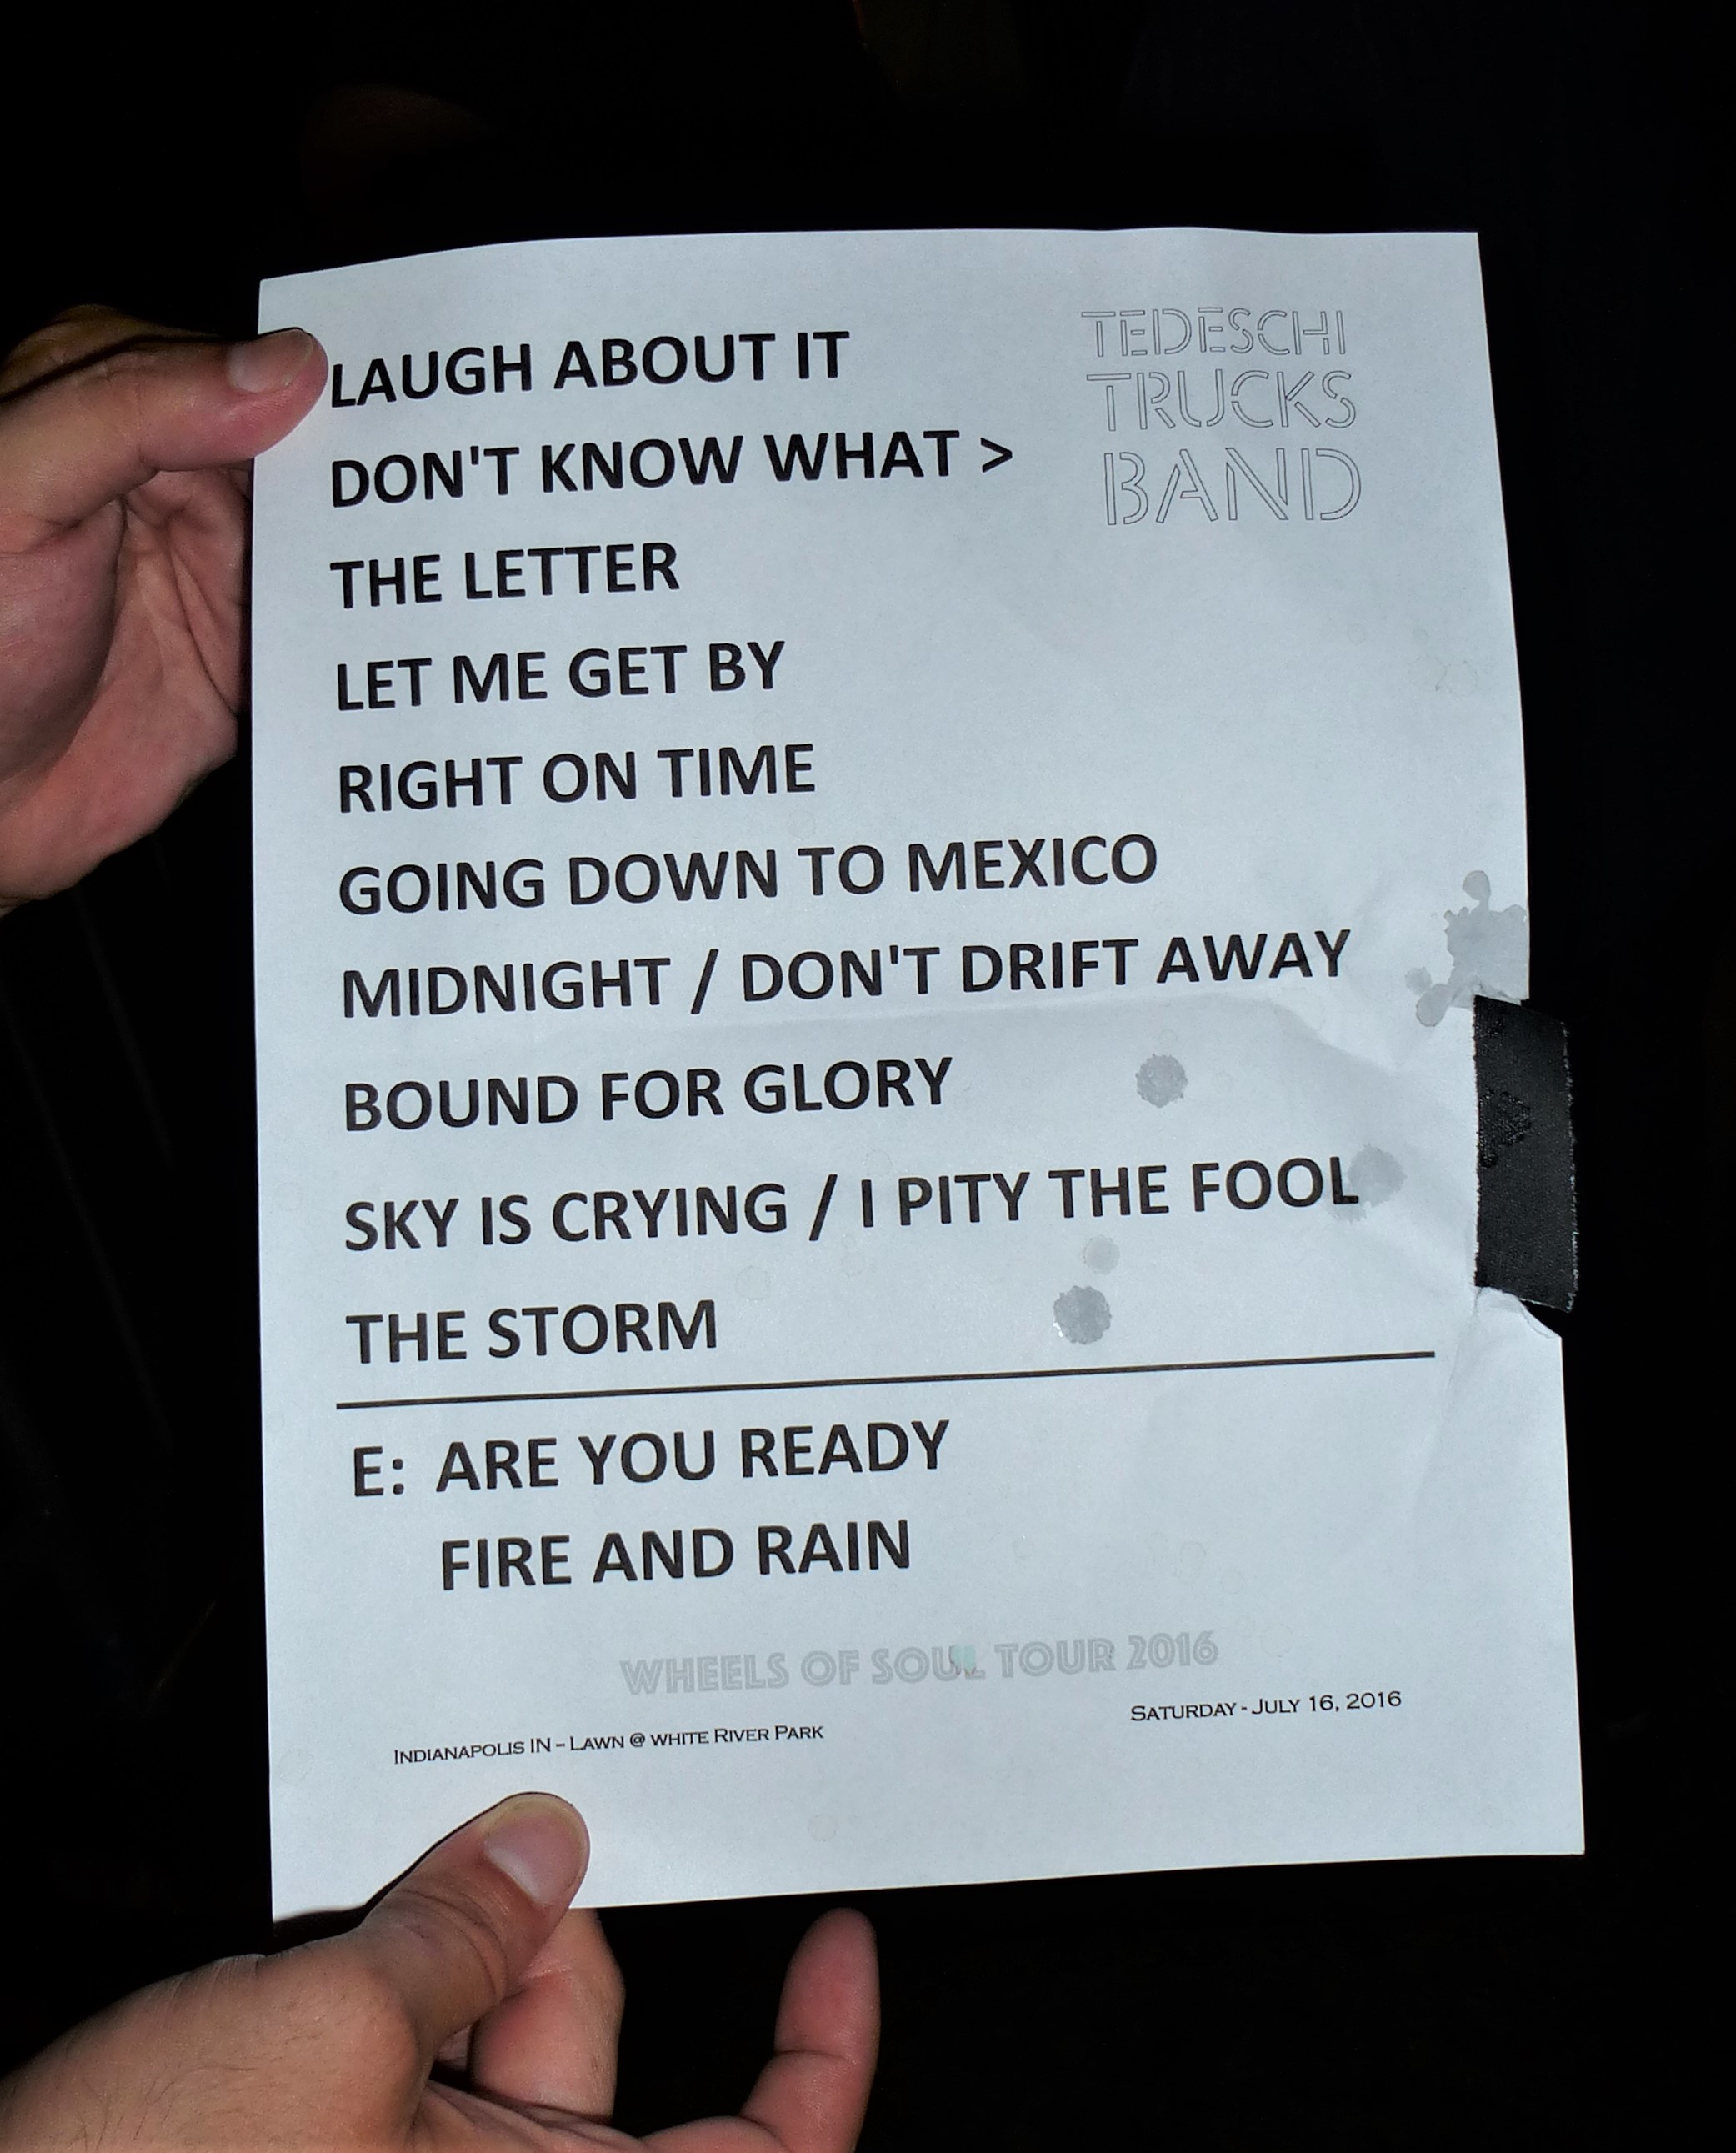 TEDESCHI
TRUCKS
BAND
LAUGH ABOUT IT
DON'T KNOW WHAT >
THE LETTER
LET ME GET BY
RIGHT ON TIME
GOING DOWN TO MEXICO
MIDNIGHT / DON'T DRIFT AWAY
BOUND FOR GLORY
SKY IS CRYING / I PITY THE FOOL
THE STORM
E: ARE YOU READY
FIRE AND RAIN
WHEELS OF SOUL TOUR 2016
SATURDAY - JULY 16, 2016
INDIANAPOLIS IN – LAWN @ WHITE RIVER PARK